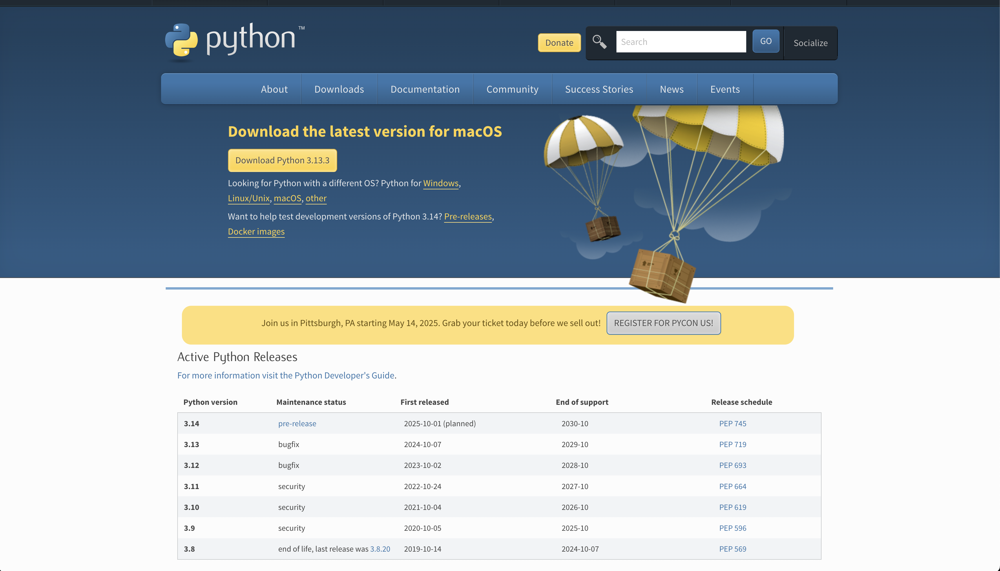 python™
Donate
Search
GO
Socialize
About Downloads Documentation Community Success Stories News Events
Download the latest version for macOS
Download Python 3.13.3
Looking for Python with a different OS? Python for Windows,
Linux/Unix, macOS, other
Want to help test development versions of Python 3.14? Pre-releases,
Docker images
Join us in Pittsburgh, PA starting May 14, 2025. Grab your ticket today before we sell out! REGISTER FOR PYCON US!
Active Python Releases
For more information visit the Python Developer's Guide.
Python version Maintenance status First released End of support Release schedule
3.14 pre-release 2025-10-01 (planned) 2030-10 PEP 745
3.13 bugfix 2024-10-07 2029-10 PEP 719
3.12 bugfix 2023-10-02 2028-10 PEP 693
3.11 security 2022-10-24 2027-10 PEP 664
3.10 security 2021-10-04 2026-10 PEP 619
3.9 security 2020-10-05 2025-10 PEP 596
3.8 end of life, last release was 3.8.20 2019-10-14 2024-10-07 PEP 569